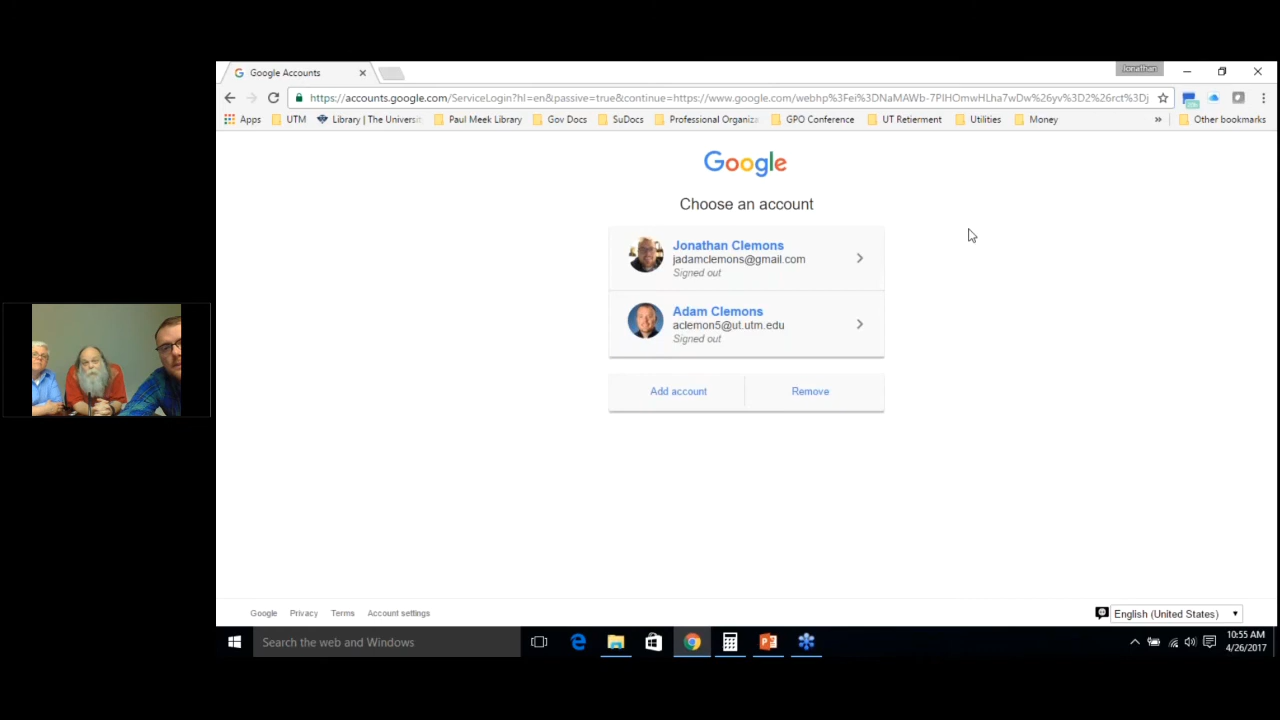 Google Accounts
Jonathan
https://accounts.google.com/ServiceLogin?hl=en&passive=true&continue=https://www.google.com/webhp%3Fei%3DNaMAWb-7PIHOmwHLha7wDw%26yv%3D2%26rct%3Dj
Apps UTM Library | The Universi Paul Meek Library Gov Docs SuDocs Professional Organiza GPO Conference UT Retierment Utilities Money » Other bookmarks
Google
Choose an account
Jonathan Clemons
jadamclemons@gmail.com
Signed out
Adam Clemons
aclemon5@ut.utm.edu
Signed out
Add account Remove
Google Privacy Terms Account settings
English (United States)
Search the web and Windows
10:55 AM
4/26/2017